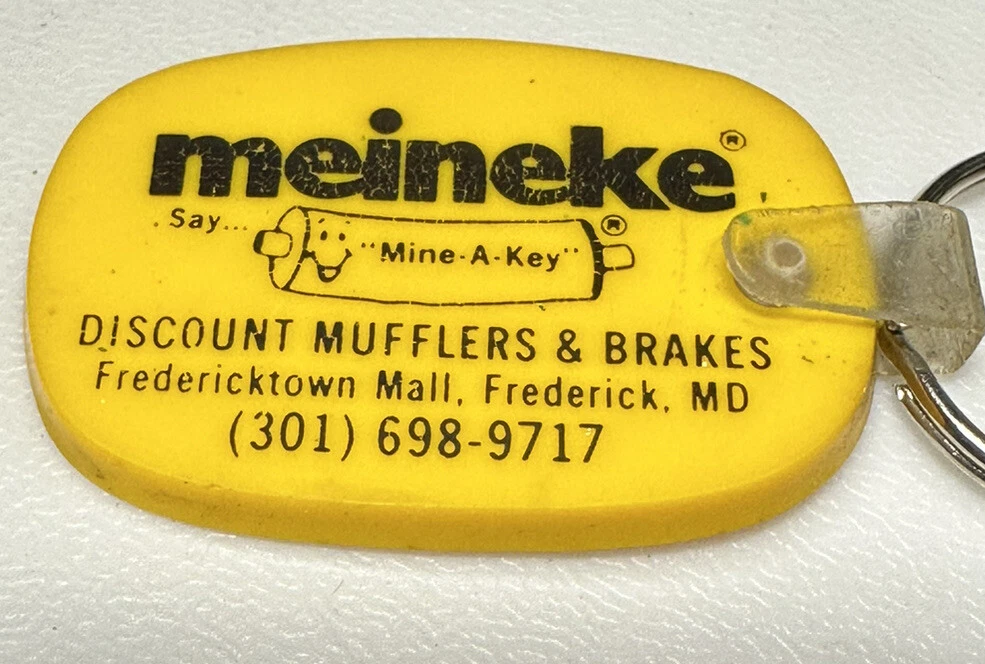 meineke®
Say... "Mine-A-Key"®
DISCOUNT MUFFLERS & BRAKES
Fredericktown Mall, Frederick, MD
(301) 698-9717